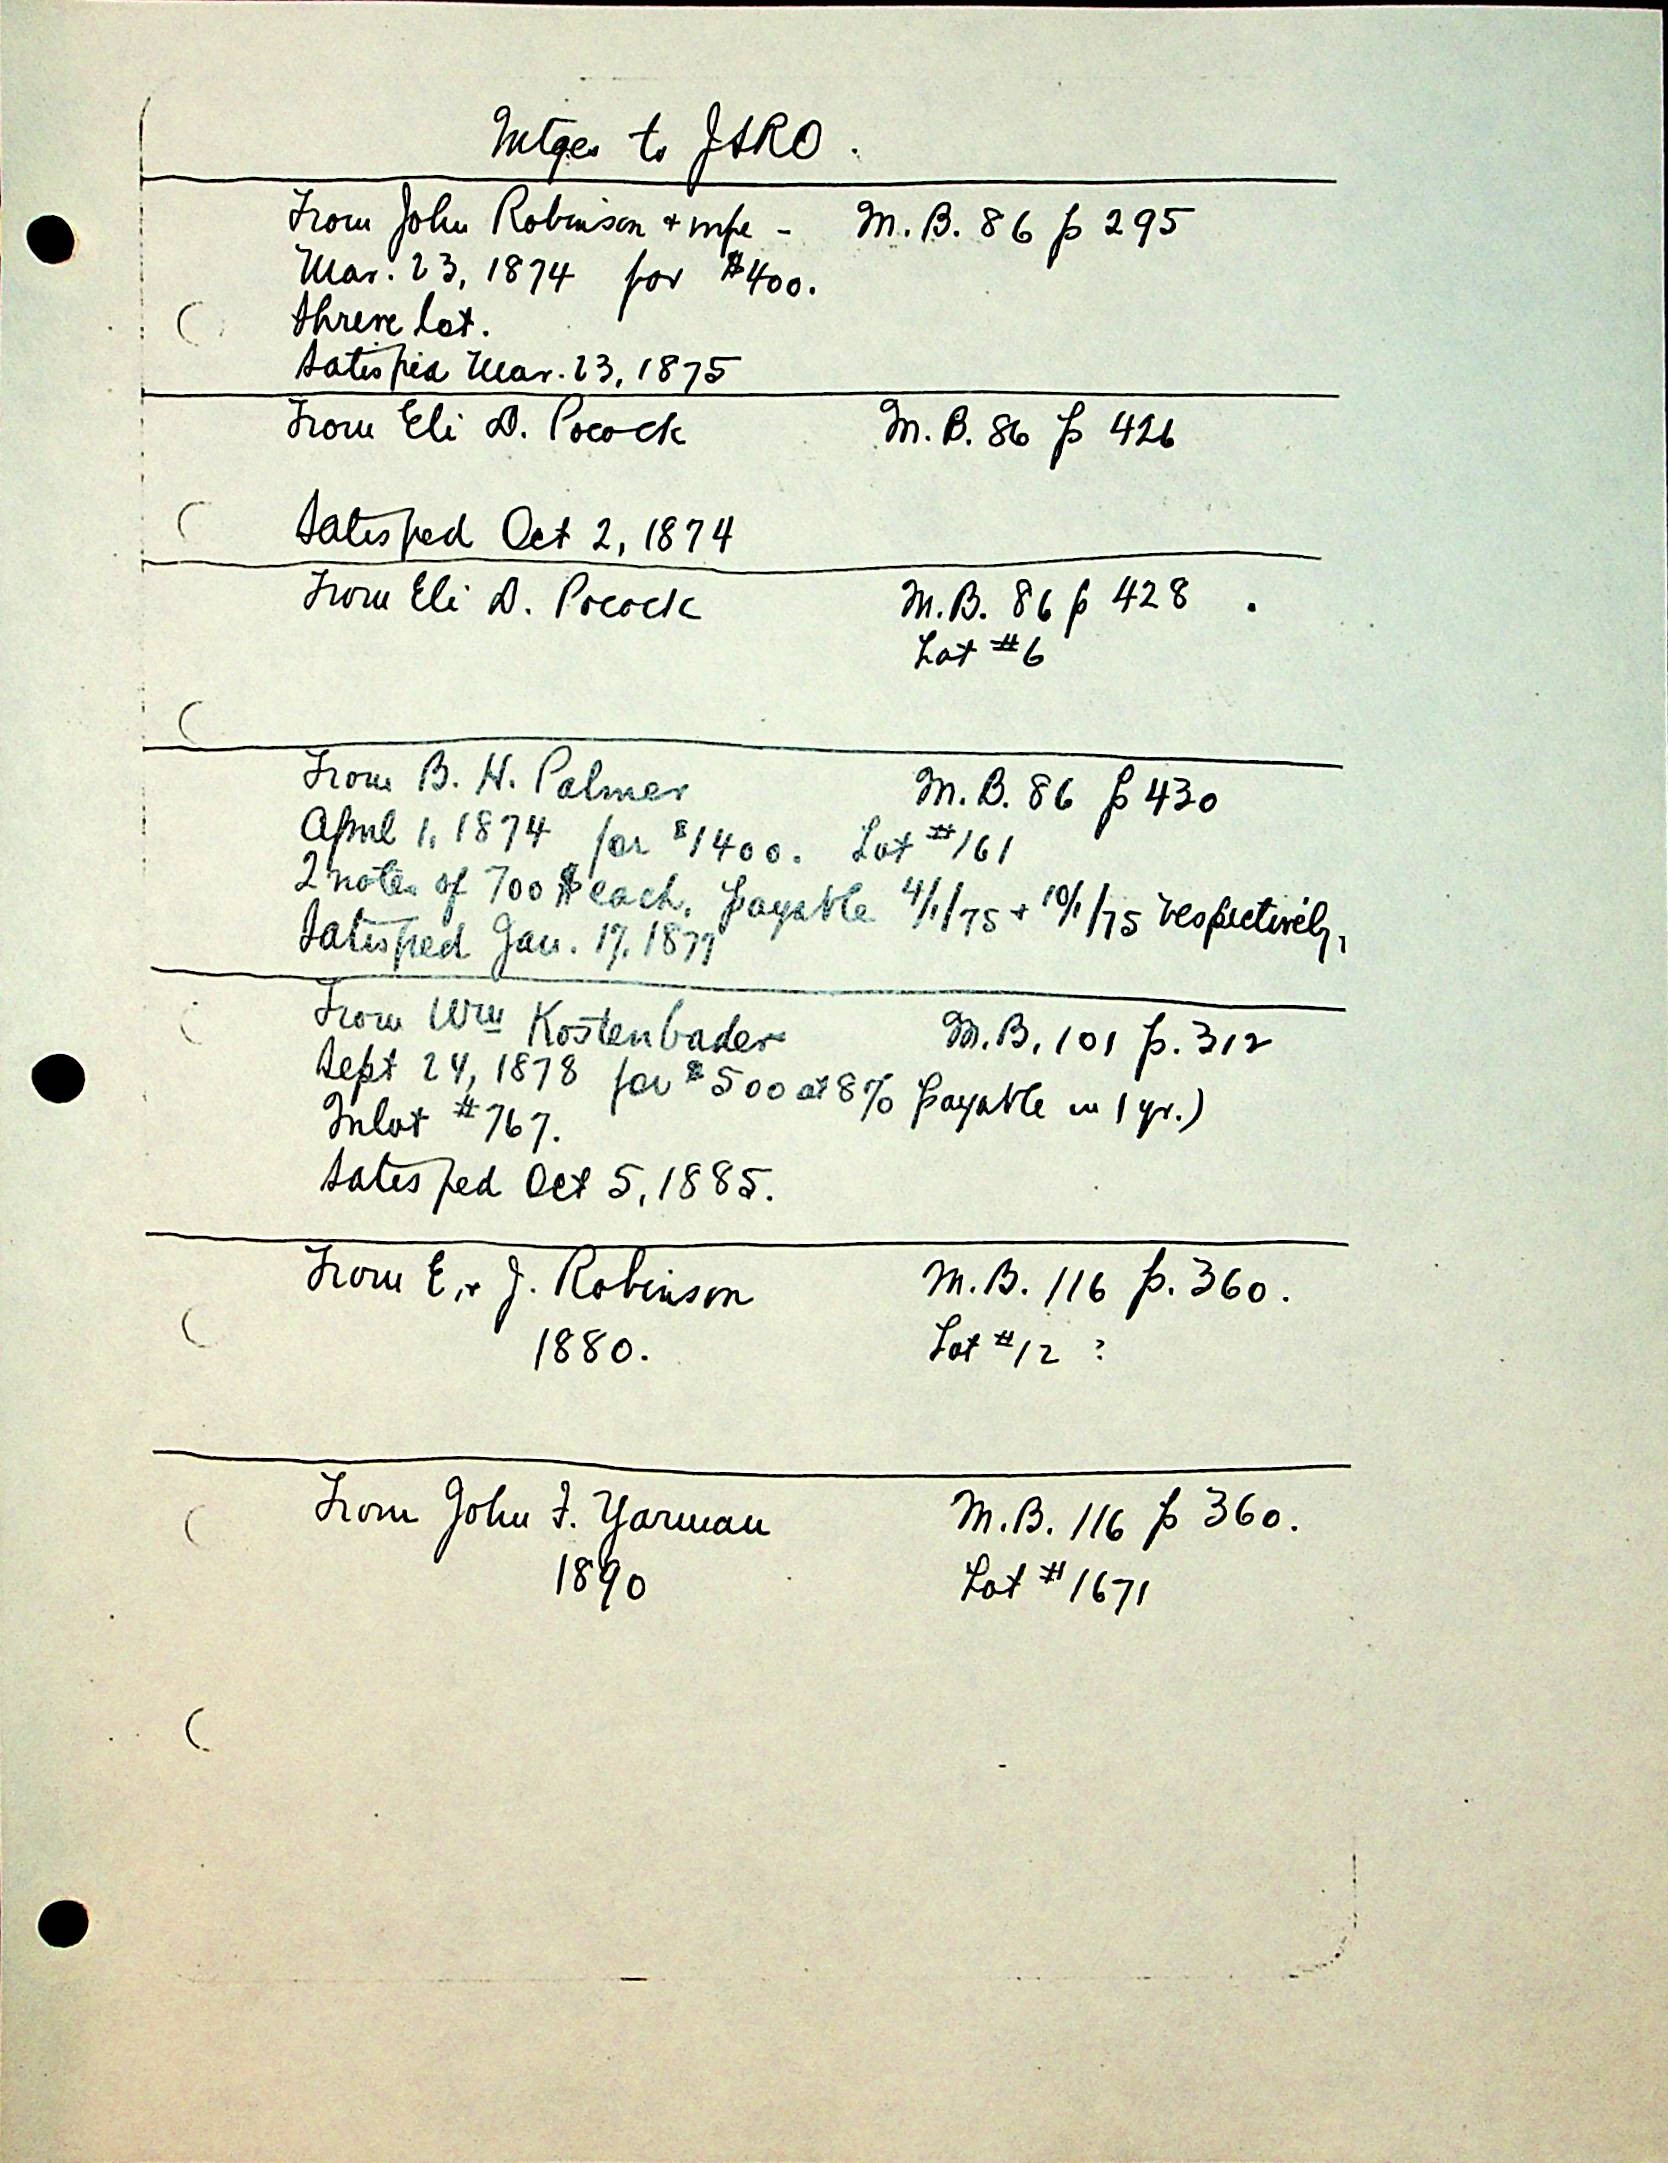 Mtges to JSRO.
From John Robinson + wife - M.B. 86 p 295
Mar. 23, 1874 for $400.
Shreve lot.
Satisfied Mar. 23, 1875
From Eli D. Pocock M.B. 86 p 426
Satisfied Oct 2, 1874
From Eli D. Pocock M.B. 86 p 428
Lot #6
From B. H. Palmer M.B. 86 p 430
April 1, 1874 for $1400. Lot #161
2 notes of 700 $ each, payable 4/1/75 + 10/1/75 respectively,
Satisfied Jan. 17, 1877
From Wm Kostenbader M.B. 101 p. 312
Sept 24, 1878 for $500 at 8% payable in 1 yr.)
Inlot #767.
Satisfied Oct 5, 1885.
From E. + J. Robinson M.B. 116 p. 360.
1880. Lot #12 ?
From John F. Yarman M.B. 116 p 360.
1890 Lot #1671